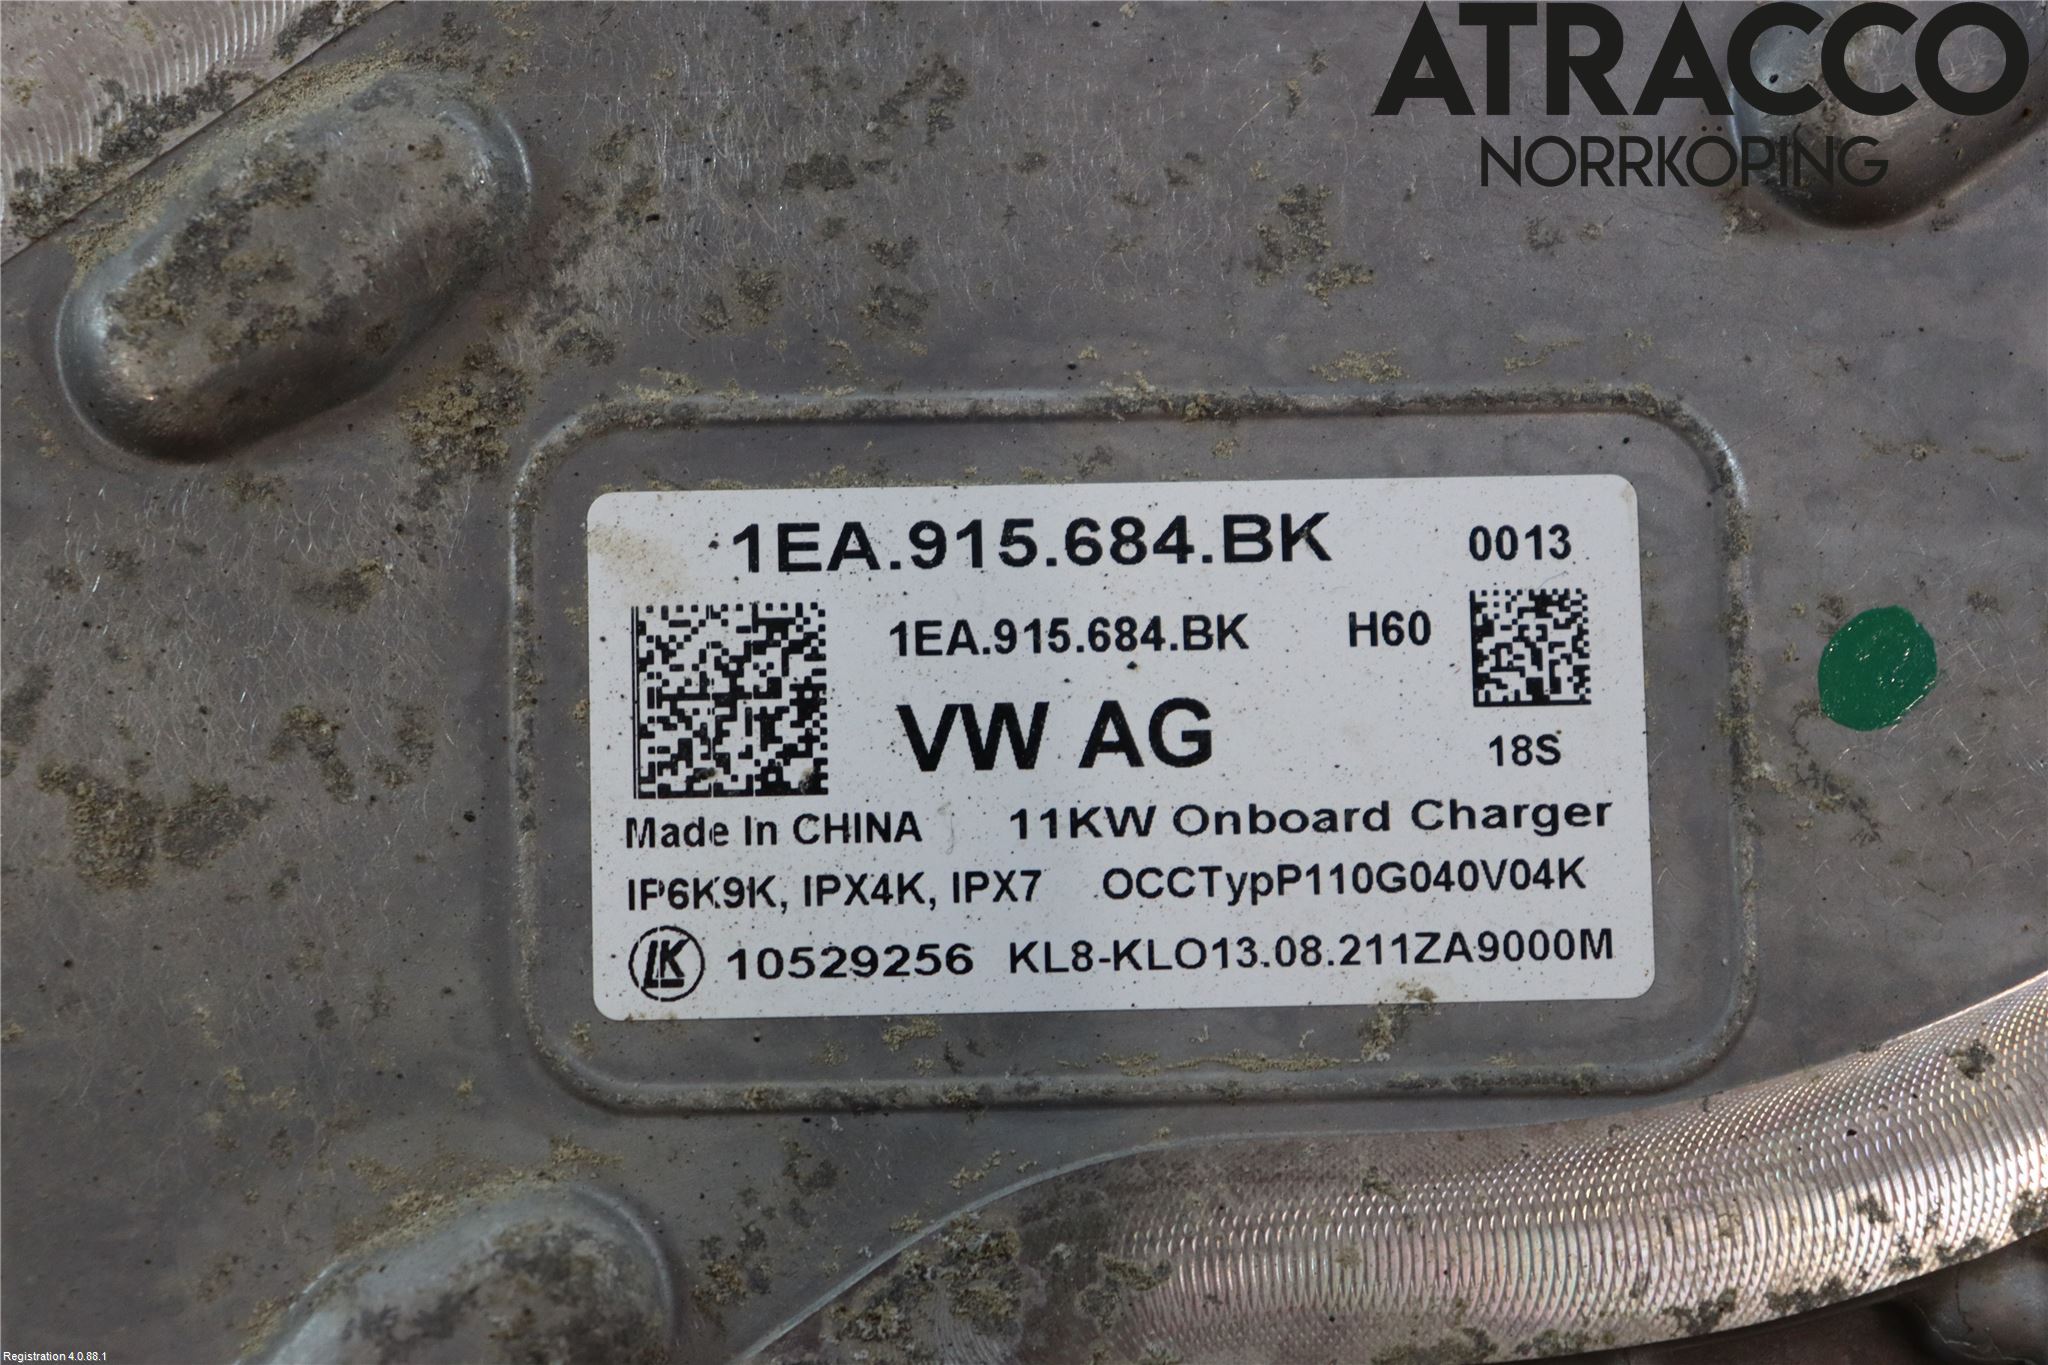 ATRACCO
NORRKÖPING
1EA.915.684.BK 0013
1EA.915.684.BK H60
VW AG 18S
Made In CHINA 11KW Onboard Charger
IP6K9K, IPX4K, IPX7 OCCTypP110G040V04K
LK 10529256 KL8-KLO13.08.211ZA9000M
Registration 4.0.88.1